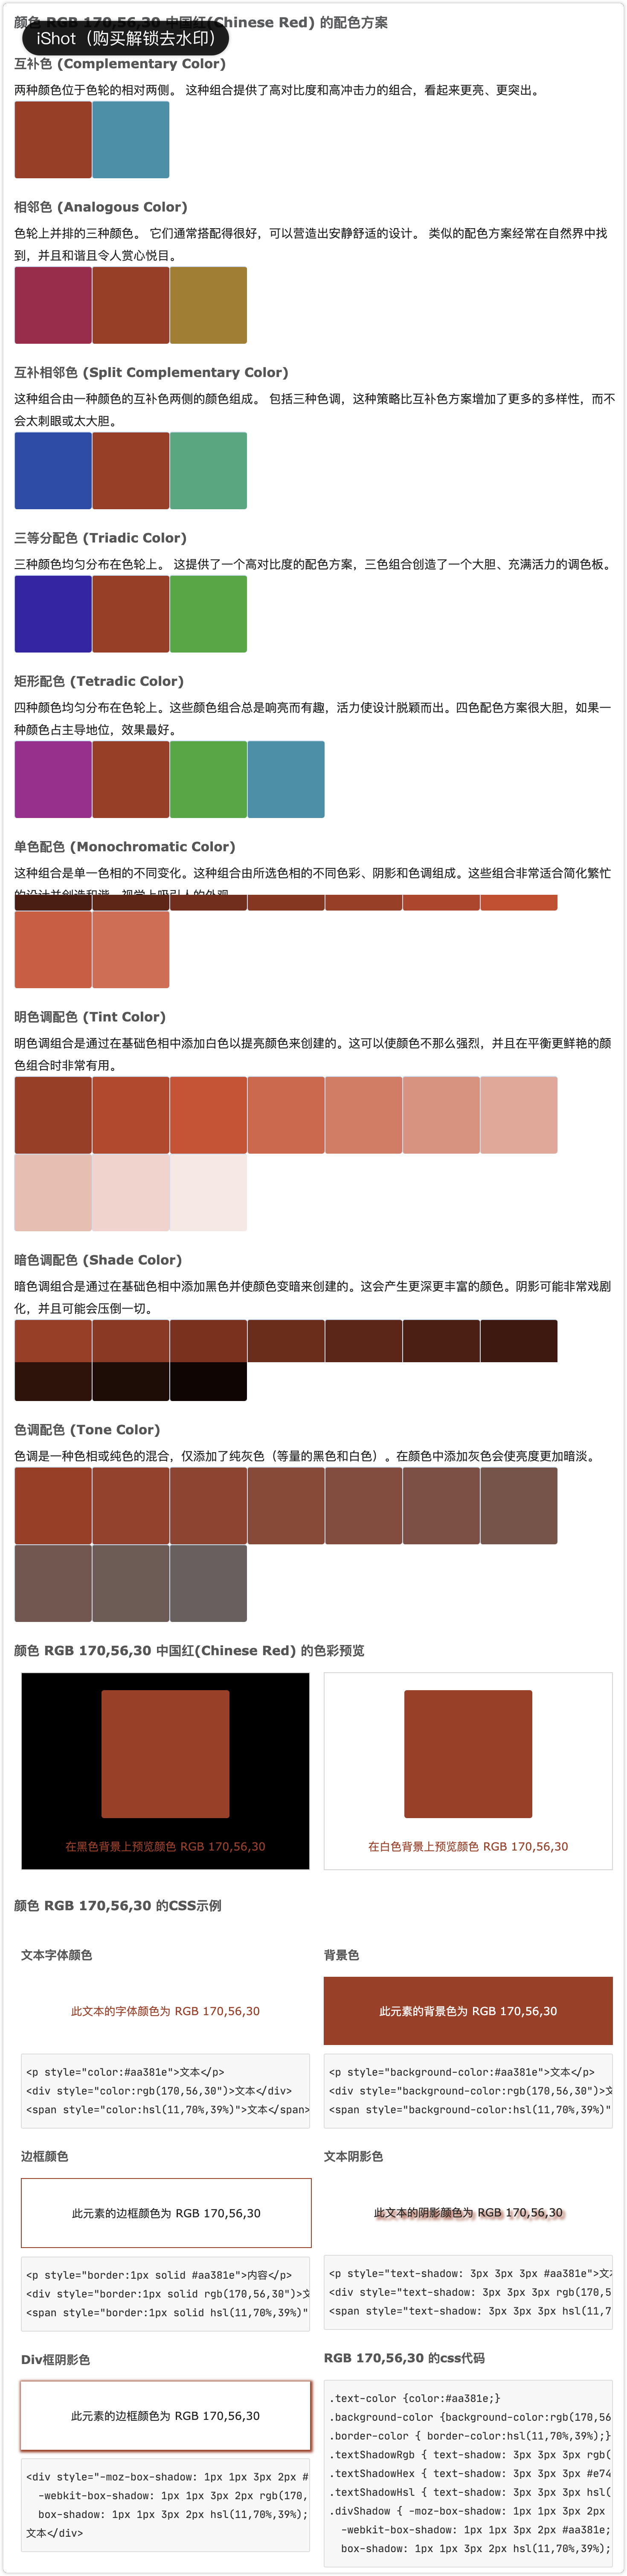 颜色 RGB 170,56,30 中国红(Chinese Red) 的配色方案
iShot（购买解锁去水印）
互补色 (Complementary Color)
两种颜色位于色轮的相对两侧。 这种组合提供了高对比度和高冲击力的组合，看起来更亮、更突出。
相邻色 (Analogous Color)
色轮上并排的三种颜色。 它们通常搭配得很好，可以营造出安静舒适的设计。 类似的配色方案经常在自然界中找
到，并且和谐且令人赏心悦目。
互补相邻色 (Split Complementary Color)
这种组合由一种颜色的互补色两侧的颜色组成。 包括三种色调，这种策略比互补色方案增加了更多的多样性，而不
会太刺眼或太大胆。
三等分配色 (Triadic Color)
三种颜色均匀分布在色轮上。 这提供了一个高对比度的配色方案，三色组合创造了一个大胆、充满活力的调色板。
矩形配色 (Tetradic Color)
四种颜色均匀分布在色轮上。这些颜色组合总是响亮而有趣，活力使设计脱颖而出。四色配色方案很大胆，如果一
种颜色占主导地位，效果最好。
单色配色 (Monochromatic Color)
这种组合是单一色相的不同变化。这种组合由所选色相的不同色彩、阴影和色调组成。这些组合非常适合简化繁忙
的设计并创造和谐、视觉上吸引人的外观。
明色调配色 (Tint Color)
明色调组合是通过在基础色相中添加白色以提亮颜色来创建的。这可以使颜色不那么强烈，并且在平衡更鲜艳的颜
色组合时非常有用。
暗色调配色 (Shade Color)
暗色调组合是通过在基础色相中添加黑色并使颜色变暗来创建的。这会产生更深更丰富的颜色。阴影可能非常戏剧
化，并且可能会压倒一切。
色调配色 (Tone Color)
色调是一种色相或纯色的混合，仅添加了纯灰色（等量的黑色和白色）。在颜色中添加灰色会使亮度更加暗淡。
颜色 RGB 170,56,30 中国红(Chinese Red) 的色彩预览
在黑色背景上预览颜色 RGB 170,56,30
在白色背景上预览颜色 RGB 170,56,30
颜色 RGB 170,56,30 的CSS示例
文本字体颜色
此文本的字体颜色为 RGB 170,56,30
<p style="color:#aa381e">文本</p>
<div style="color:rgb(170,56,30")>文本</div>
<span style="color:hsl(11,70%,39%)">文本</span>
背景色
此元素的背景色为 RGB 170,56,30
<p style="background-color:#aa381e">文本</p>
<div style="background-color:rgb(170,56,30")>文
<span style="background-color:hsl(11,70%,39%)"
边框颜色
此元素的边框颜色为 RGB 170,56,30
<p style="border:1px solid #aa381e">内容</p>
<div style="border:1px solid rgb(170,56,30")>文
<span style="border:1px solid hsl(11,70%,39%)"
文本阴影色
此文本的阴影颜色为 RGB 170,56,30
<p style="text-shadow: 3px 3px 3px #aa381e">文本
<div style="text-shadow: 3px 3px 3px rgb(170,5
<span style="text-shadow: 3px 3px 3px hsl(11,7
Div框阴影色
此元素的边框颜色为 RGB 170,56,30
<div style="-moz-box-shadow: 1px 1px 3px 2px #
-webkit-box-shadow: 1px 1px 3px 2px rgb(170,
box-shadow: 1px 1px 3px 2px hsl(11,70%,39%);
文本</div>
RGB 170,56,30 的css代码
.text-color {color:#aa381e;}
.background-color {background-color:rgb(170,56
.border-color { border-color:hsl(11,70%,39%);}
.textShadowRgb { text-shadow: 3px 3px 3px rgb(
.textShadowHex { text-shadow: 3px 3px 3px #e74
.textShadowHsl { text-shadow: 3px 3px 3px hsl(
.divShadow { -moz-box-shadow: 1px 1px 3px 2px
-webkit-box-shadow: 1px 1px 3px 2px #aa381e;
box-shadow: 1px 1px 3px 2px hsl(11,70%,39%);